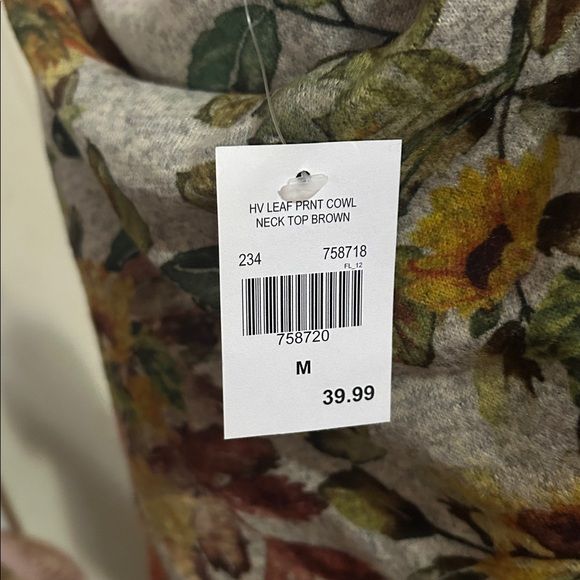 HV LEAF PRNT COWL
NECK TOP BROWN
234 758718
FL_12
758720
M
39.99